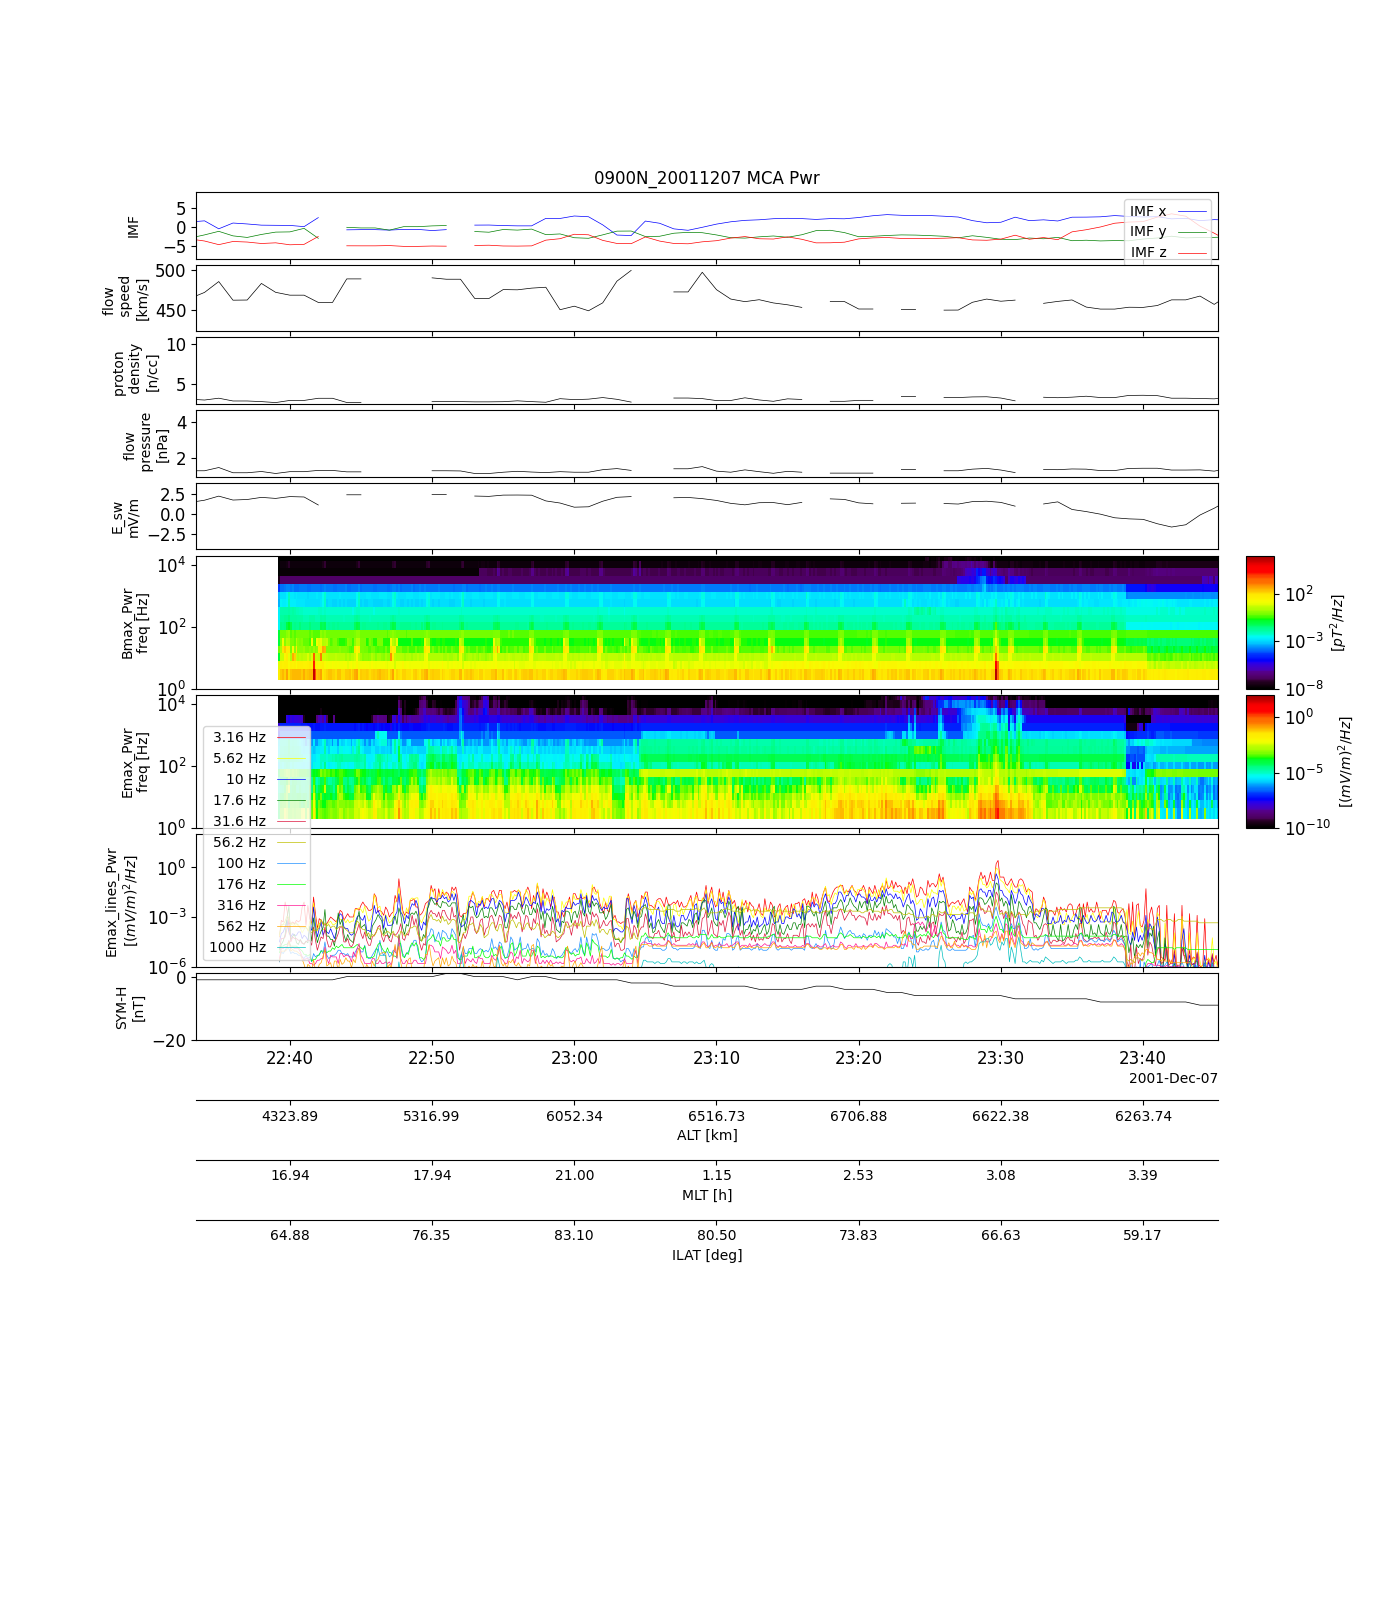 0900N_20011207 MCA Pwr
IMF
5
0
−5
IMF x
IMF y
IMF z
flow
speed
[km/s]
500
450
proton
density
[n/cc]
10
5
flow
pressure
[nPa]
4
2
E_sw
mV/m
2.5
0.0
−2.5
Bmax_Pwr
freq [Hz]
10^4
10^2
10^0
10^2
10^−3
10^−8
[pT^2/Hz]
Emax_Pwr
freq [Hz]
10^4
10^2
10^0
10^0
10^−5
10^−10
[(mV/m)^2/Hz]
3.16 Hz
5.62 Hz
10 Hz
17.6 Hz
31.6 Hz
56.2 Hz
100 Hz
176 Hz
316 Hz
562 Hz
1000 Hz
Emax_lines_Pwr
[(mV/m)^2/Hz]
10^0
10^−3
10^−6
SYM-H
[nT]
0
−20
22:40 22:50 23:00 23:10 23:20 23:30 23:40
2001-Dec-07
4323.89 5316.99 6052.34 6516.73 6706.88 6622.38 6263.74
ALT [km]
16.94 17.94 21.00 1.15 2.53 3.08 3.39
MLT [h]
64.88 76.35 83.10 80.50 73.83 66.63 59.17
ILAT [deg]